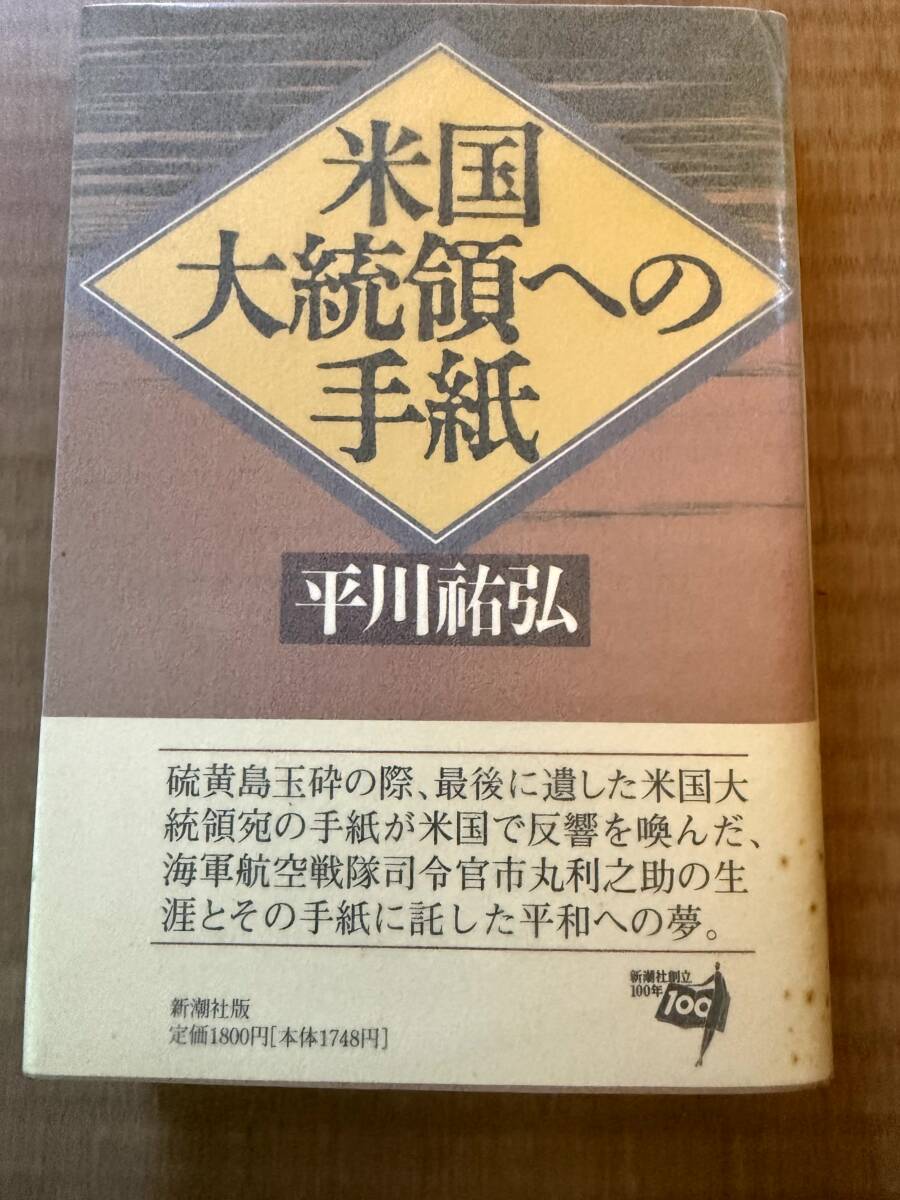 米国
大統領への
手紙
平川祐弘
硫黄島玉砕の際、最後に遺した米国大
統領宛の手紙が米国で反響を喚んだ、
海軍航空戦隊司令官市丸利之助の生
涯とその手紙に託した平和への夢。
新潮社創立
100年
100
新潮社版
定価1800円[本体1748円]